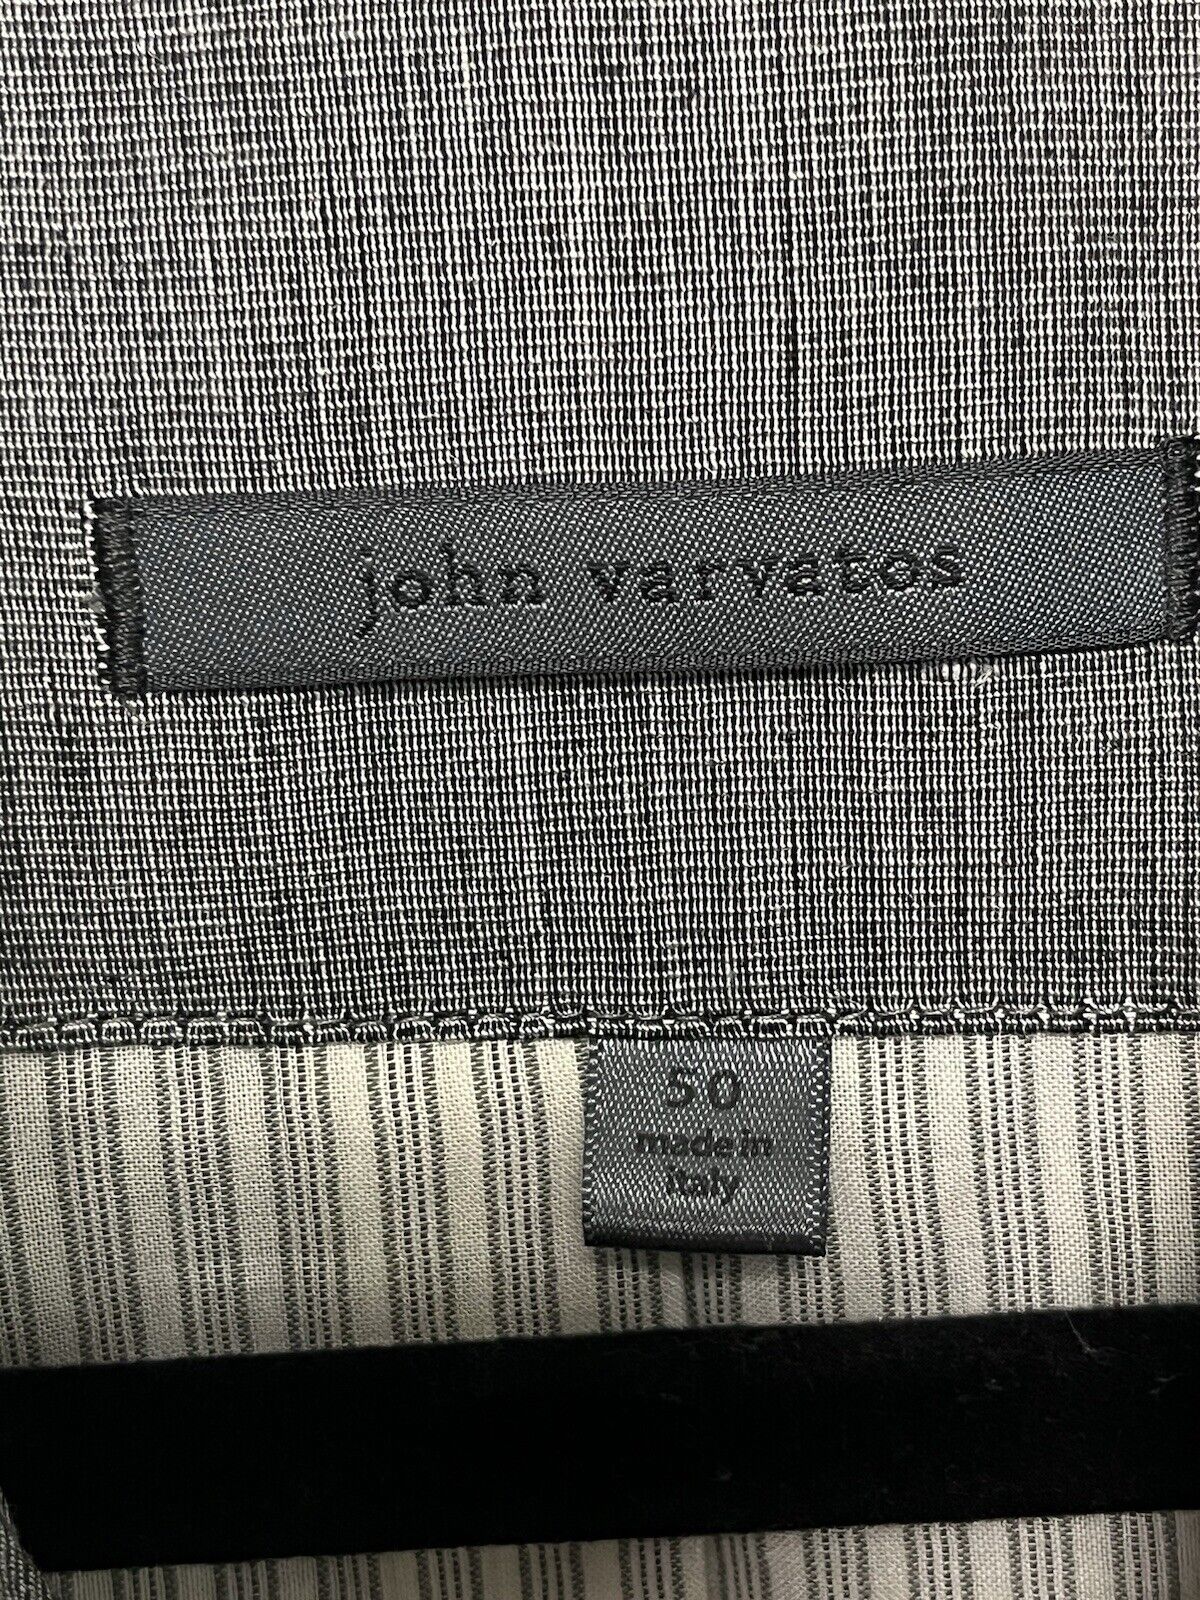 john varvatos
50
made in
italy